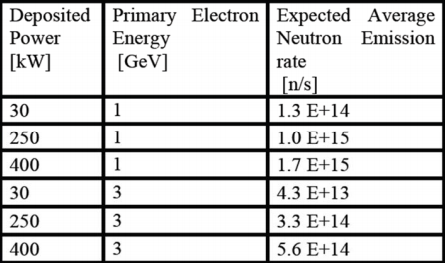 Deposited Power [kW] Primary Electron Energy [GeV] Expected Average Neutron Emission rate [n/s]
30 1 1.3 E+14
250 1 1.0 E+15
400 1 1.7 E+15
30 3 4.3 E+13
250 3 3.3 E+14
400 3 5.6 E+14